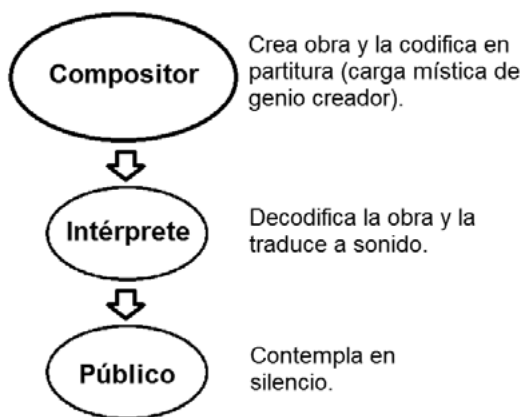 Compositor
Crea obra y la codifica en
partitura (carga mística de
genio creador).
Intérprete
Decodifica la obra y la
traduce a sonido.
Público
Contempla en
silencio.